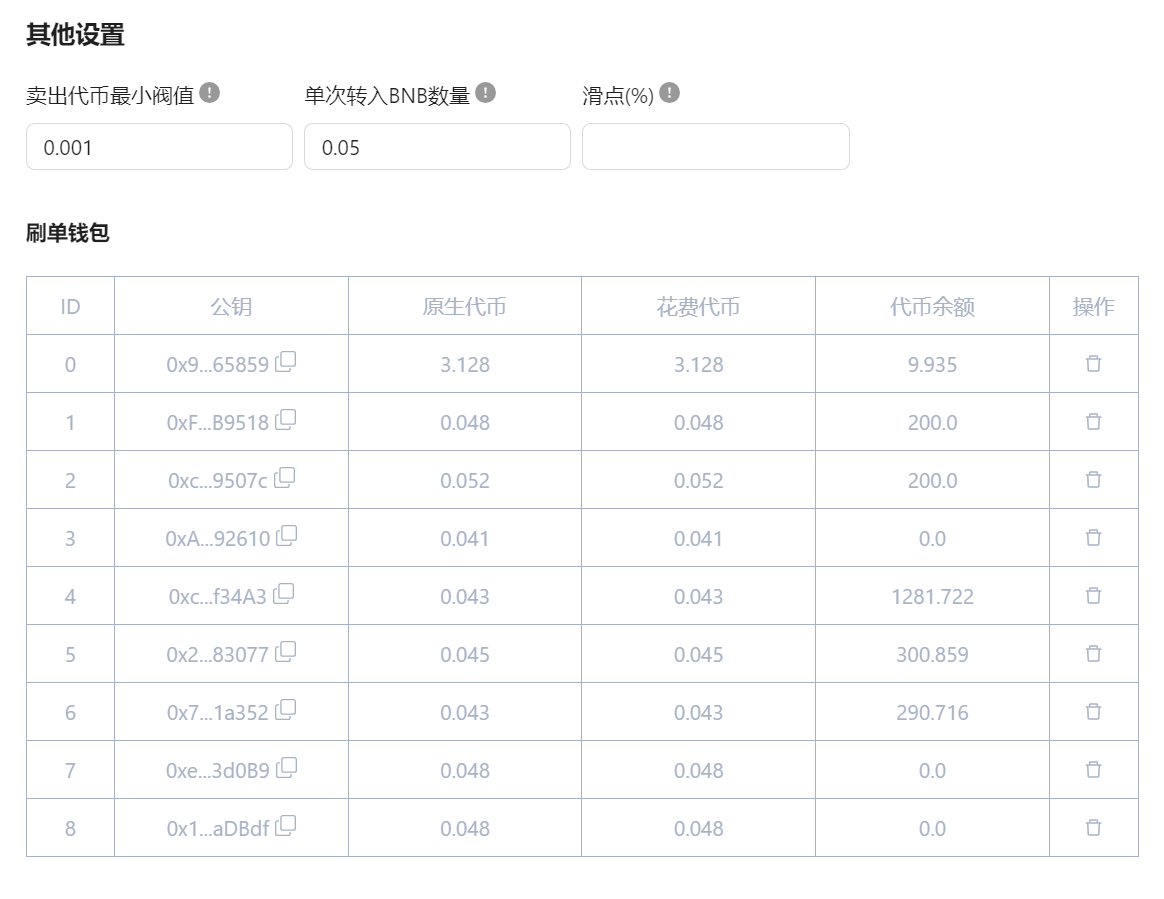 其他设置
卖出代币最小阀值 单次转入BNB数量 滑点(%)
0.001 0.05
刷单钱包
ID 公钥 原生代币 花费代币 代币余额 操作
0 0x9...65859 3.128 3.128 9.935
1 0xF...B9518 0.048 0.048 200.0
2 0xc...9507c 0.052 0.052 200.0
3 0xA...92610 0.041 0.041 0.0
4 0xc...f34A3 0.043 0.043 1281.722
5 0x2...83077 0.045 0.045 300.859
6 0x7...1a352 0.043 0.043 290.716
7 0xe...3d0B9 0.048 0.048 0.0
8 0x1...aDBdf 0.048 0.048 0.0